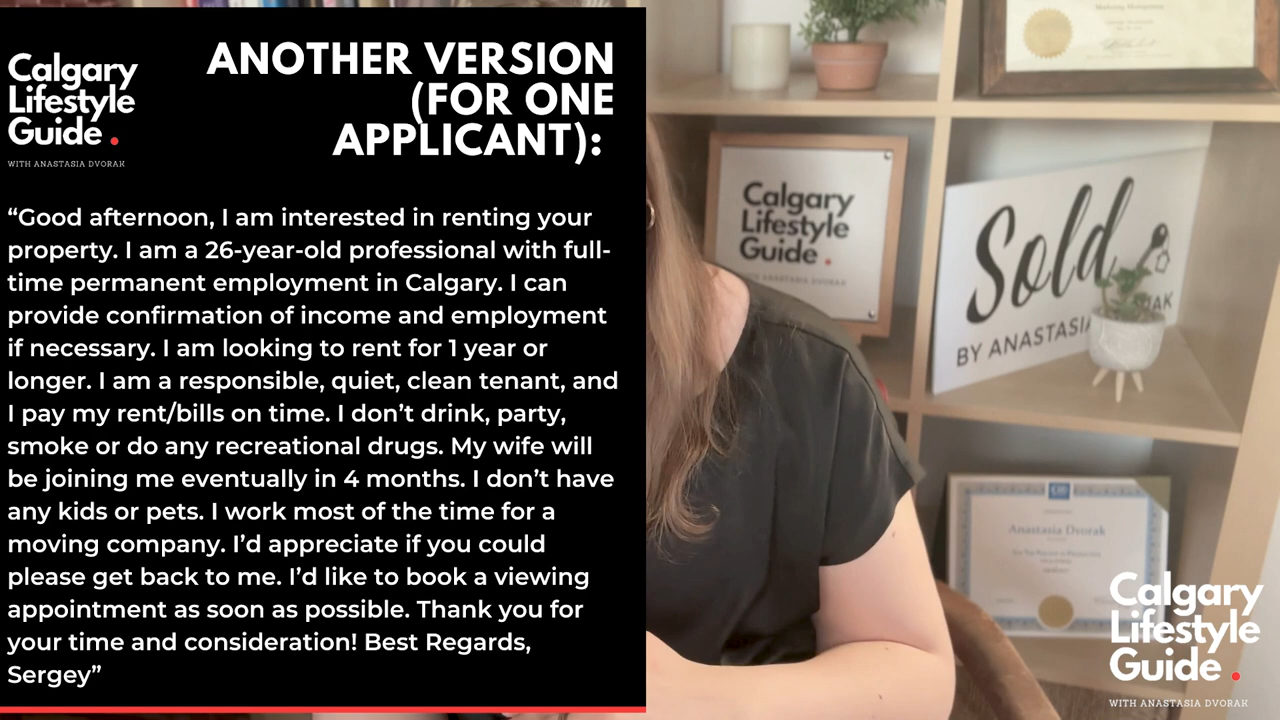 Calgary
Lifestyle
Guide .
WITH ANASTASIA DVORAK
ANOTHER VERSION
(FOR ONE
APPLICANT):
“Good afternoon, I am interested in renting your
property. I am a 26-year-old professional with full-
time permanent employment in Calgary. I can
provide confirmation of income and employment
if necessary. I am looking to rent for 1 year or
longer. I am a responsible, quiet, clean tenant, and
I pay my rent/bills on time. I don’t drink, party,
smoke or do any recreational drugs. My wife will
be joining me eventually in 4 months. I don’t have
any kids or pets. I work most of the time for a
moving company. I’d appreciate if you could
please get back to me. I’d like to book a viewing
appointment as soon as possible. Thank you for
your time and consideration! Best Regards,
Sergey”
Marketing Management
Calgary
Lifestyle
Guide .
WITH ANASTASIA DVORAK
Sold
BY ANASTASIA
Anastasia Dvorak
Calgary
Lifestyle
Guide .
WITH ANASTASIA DVORAK